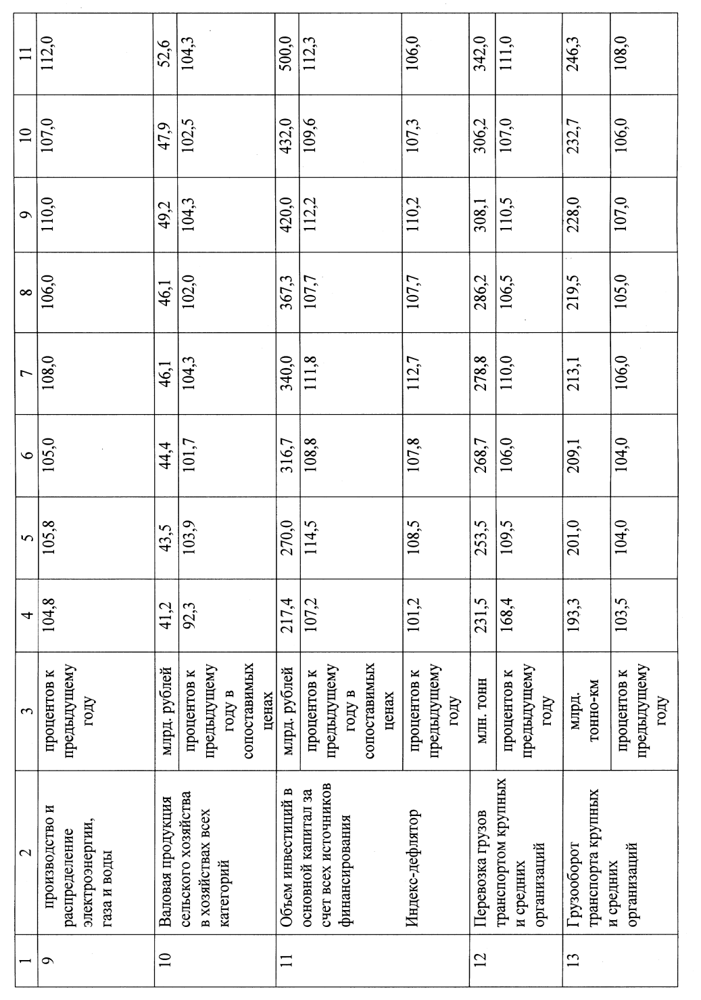 1 2 3 4 5 6 7 8 9 10 11
9 производство и процентов к 104,8 105,8 105,0 108,0 106,0 110,0 107,0 112,0
распределение предыдущему
электроэнергии, году
газа и воды
10 Валовая продукция млрд. рублей 41,2 43,5 44,4 46,1 46,1 49,2 47,9 52,6
сельского хозяйства процентов к 92,3 103,9 101,7 104,3 102,0 104,3 102,5 104,3
в хозяйствах всех предыдущему
категорий году в
сопоставимых
ценах
11 Объем инвестиций в млрд. рублей 217,4 270,0 316,7 340,0 367,3 420,0 432,0 500,0
основной капитал за процентов к 107,2 114,5 108,8 111,8 107,7 112,2 109,6 112,3
счет всех источников предыдущему
финансирования году в
сопоставимых
ценах
Индекс-дефлятор процентов к 101,2 108,5 107,8 112,7 107,7 110,2 107,3 106,0
предыдущему
году
12 Перевозка грузов млн. тонн 231,5 253,5 268,7 278,8 286,2 308,1 306,2 342,0
транспортом крупных процентов к 168,4 109,5 106,0 110,0 106,5 110,5 107,0 111,0
и средних предыдущему
организаций году
13 Грузооборот млрд. 193,3 201,0 209,1 213,1 219,5 228,0 232,7 246,3
транспорта крупных тонно-км
и средних процентов к 103,5 104,0 104,0 106,0 105,0 107,0 106,0 108,0
организаций предыдущему
году